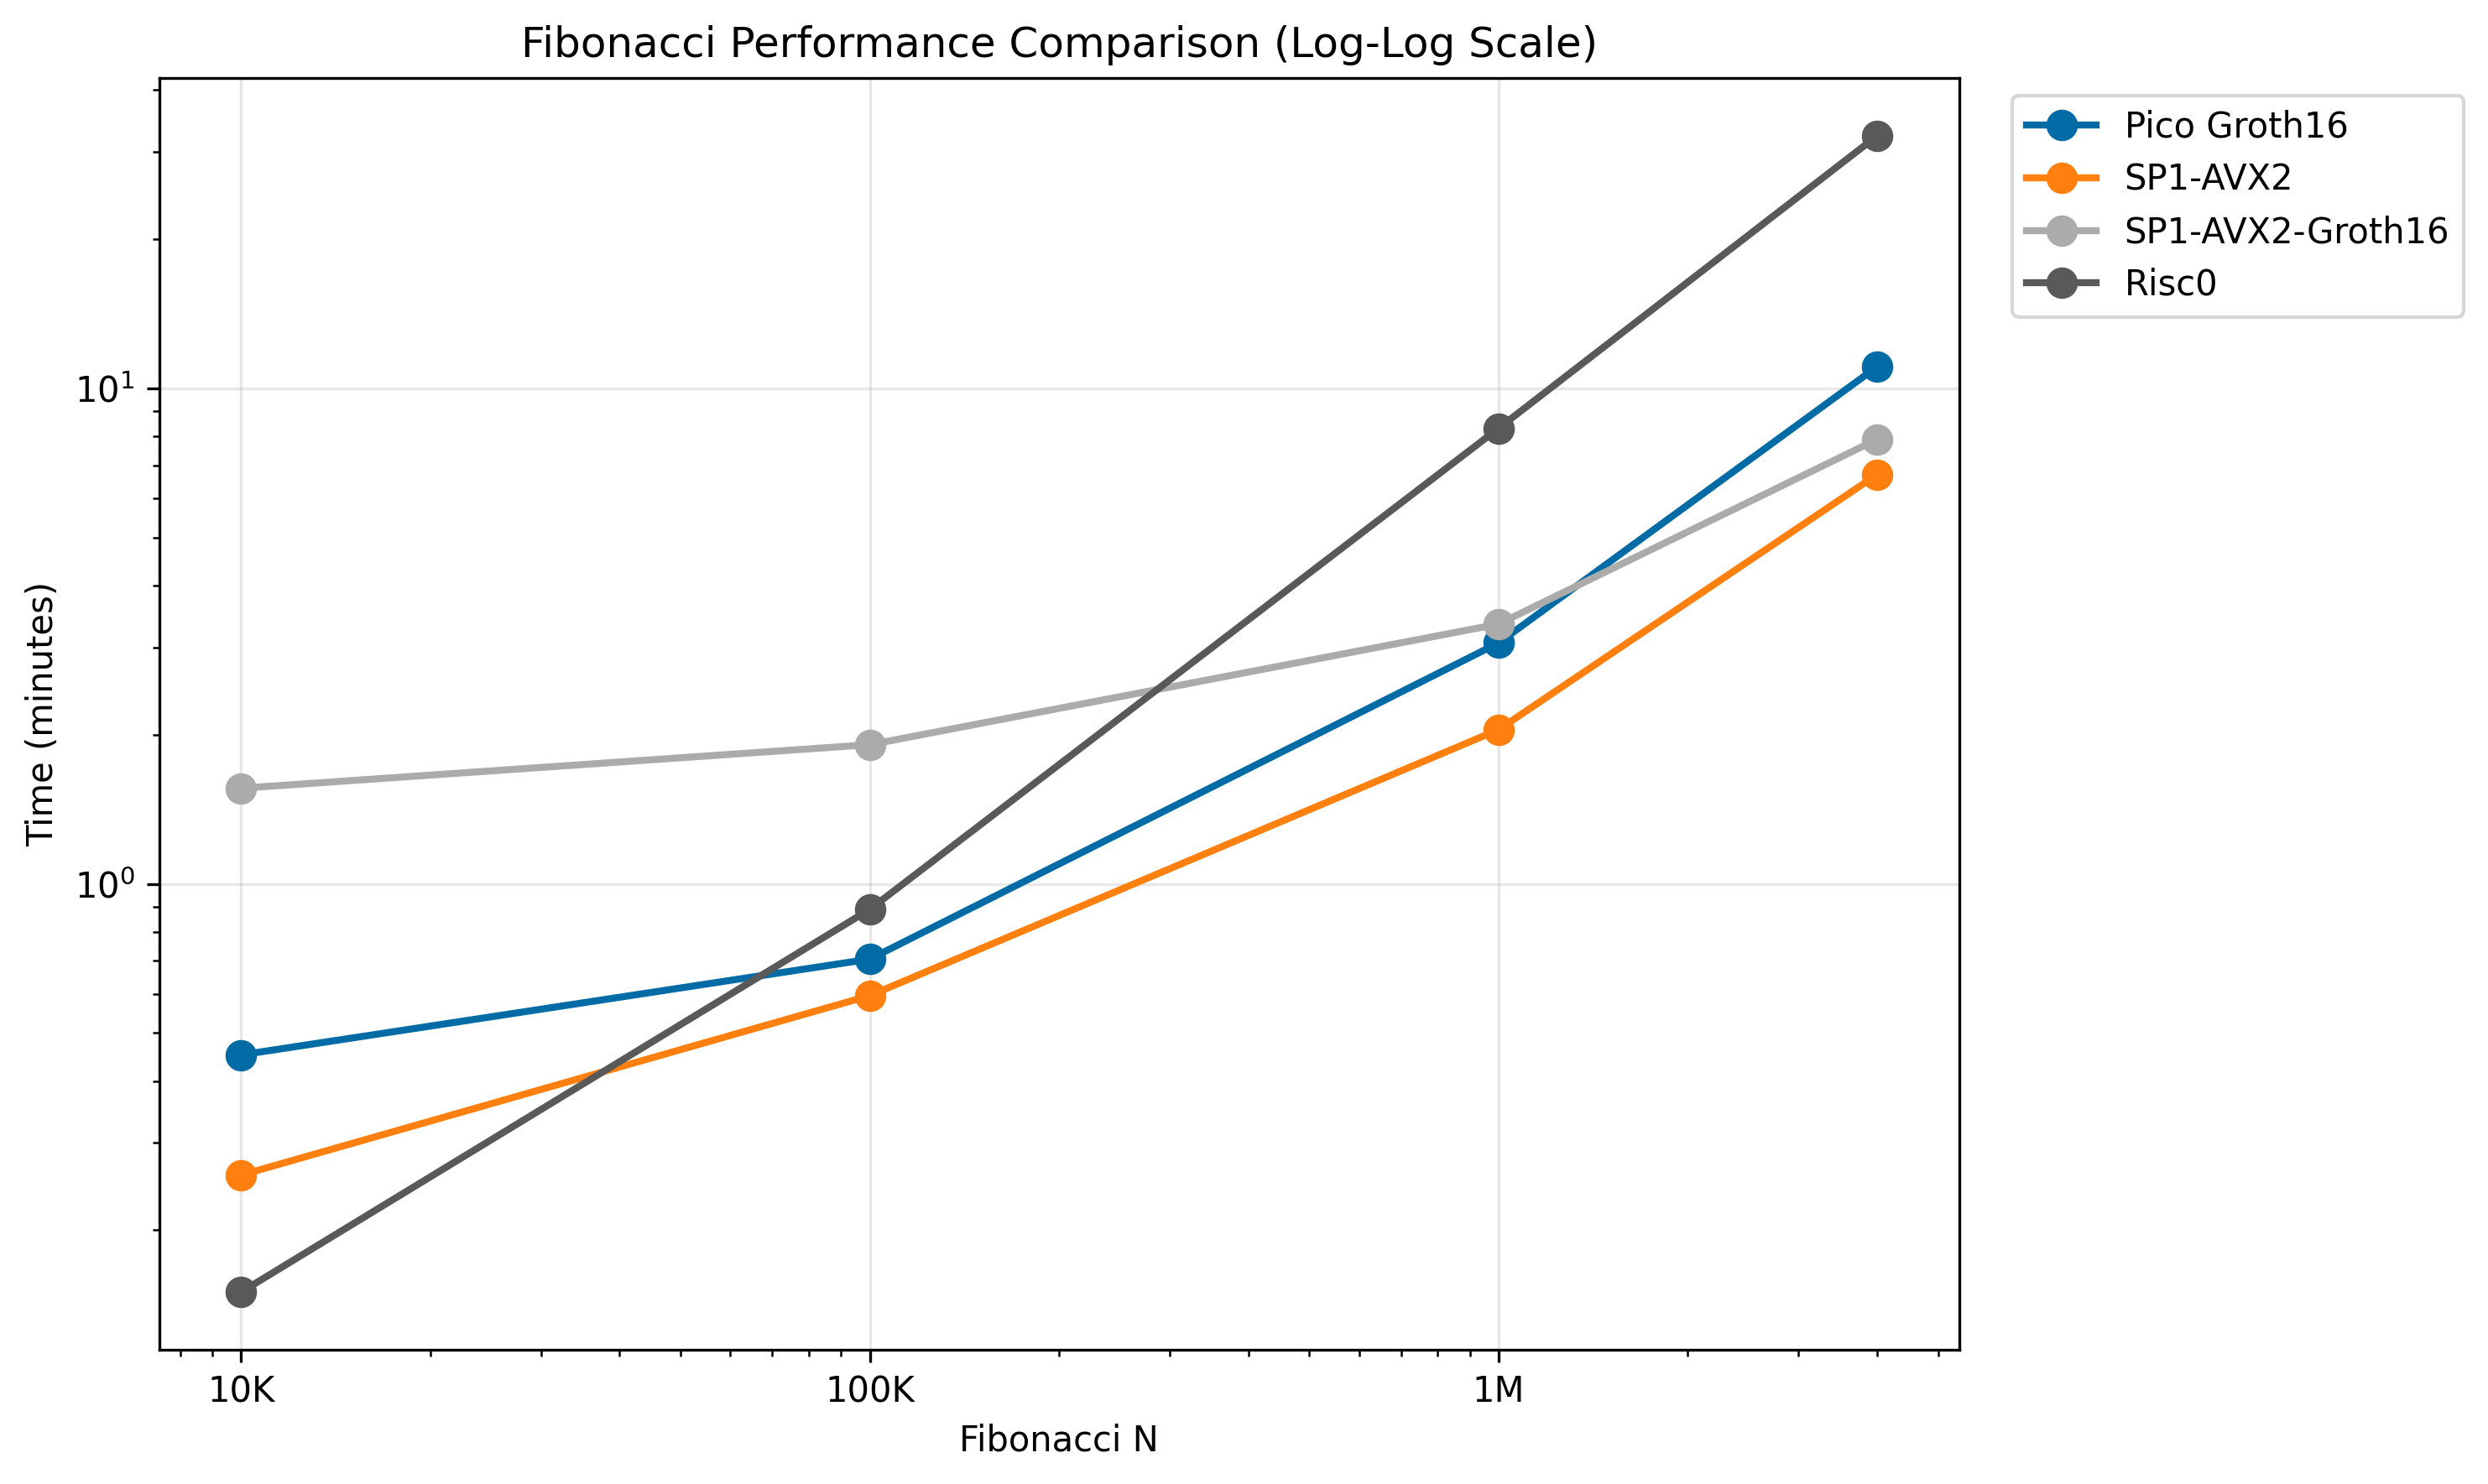 Fibonacci Performance Comparison (Log-Log Scale)
Pico Groth16
SP1-AVX2
SP1-AVX2-Groth16
Risc0
10¹
10⁰
Time (minutes)
10K
100K
1M
Fibonacci N